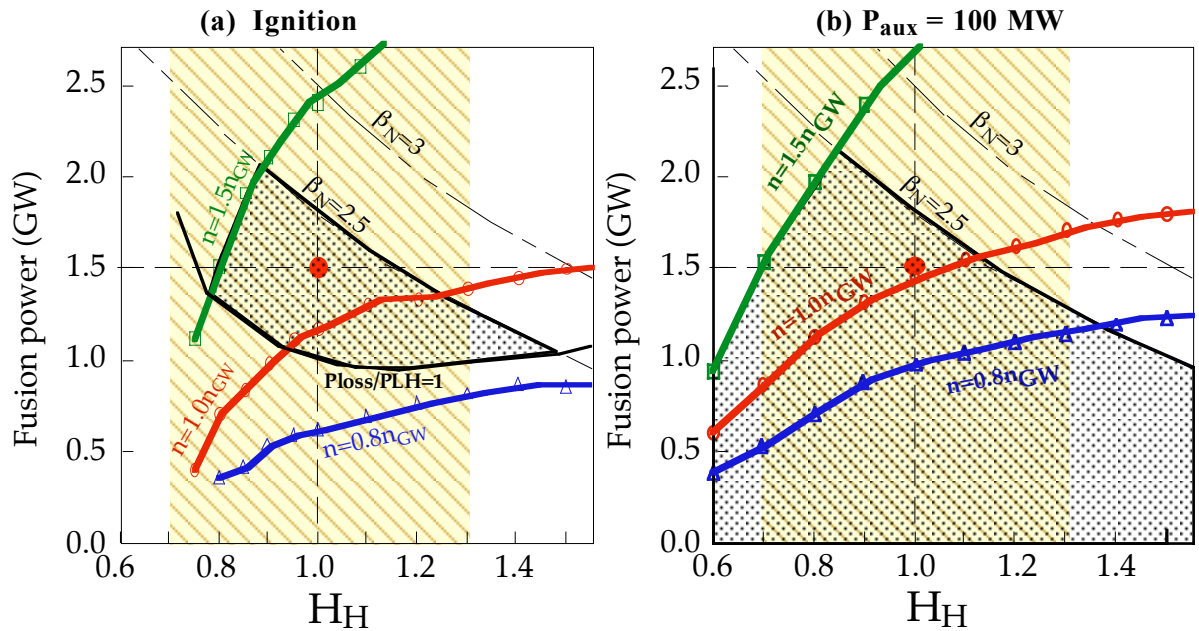 (a) Ignition
(b) Paux = 100 MW
Fusion power (GW)
2.5
2.0
1.5
1.0
0.5
0.0
0.6
0.8
1.0
1.2
1.4
HH
n=1.5nGW
n=1.0nGW
n=0.8nGW
βN=3
βN=2.5
Ploss/PLH=1
Fusion power (GW)
2.5
2.0
1.5
1.0
0.5
0.0
0.6
0.8
1.0
1.2
1.4
HH
n=1.5nGW
n=1.0nGW
n=0.8nGW
βN=3
βN=2.5